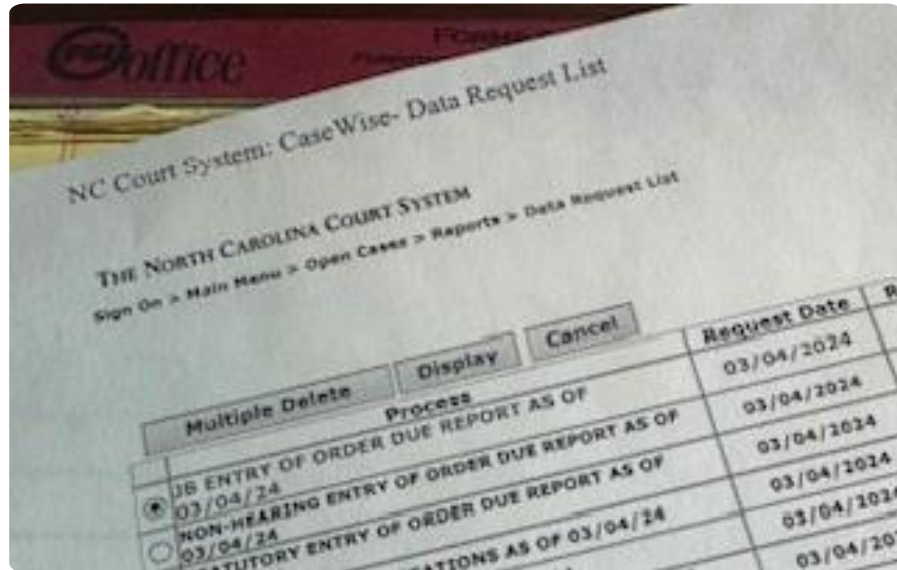 office
NC Court System: CaseWise- Data Request List
THE NORTH CAROLINA COURT SYSTEM
Sign On > Main Menu > Open Cases > Reports > Data Request List
Multiple Delete Display Cancel
Process Request Date
JB ENTRY OF ORDER DUE REPORT AS OF
03/04/24 03/04/2024
NON-HEARING ENTRY OF ORDER DUE REPORT AS OF
03/04/24 03/04/2024
ENTRY OF ORDER DUE REPORT AS OF
03/04/2024
AS OF 03/04/24 03/04/2024
03/04/2024